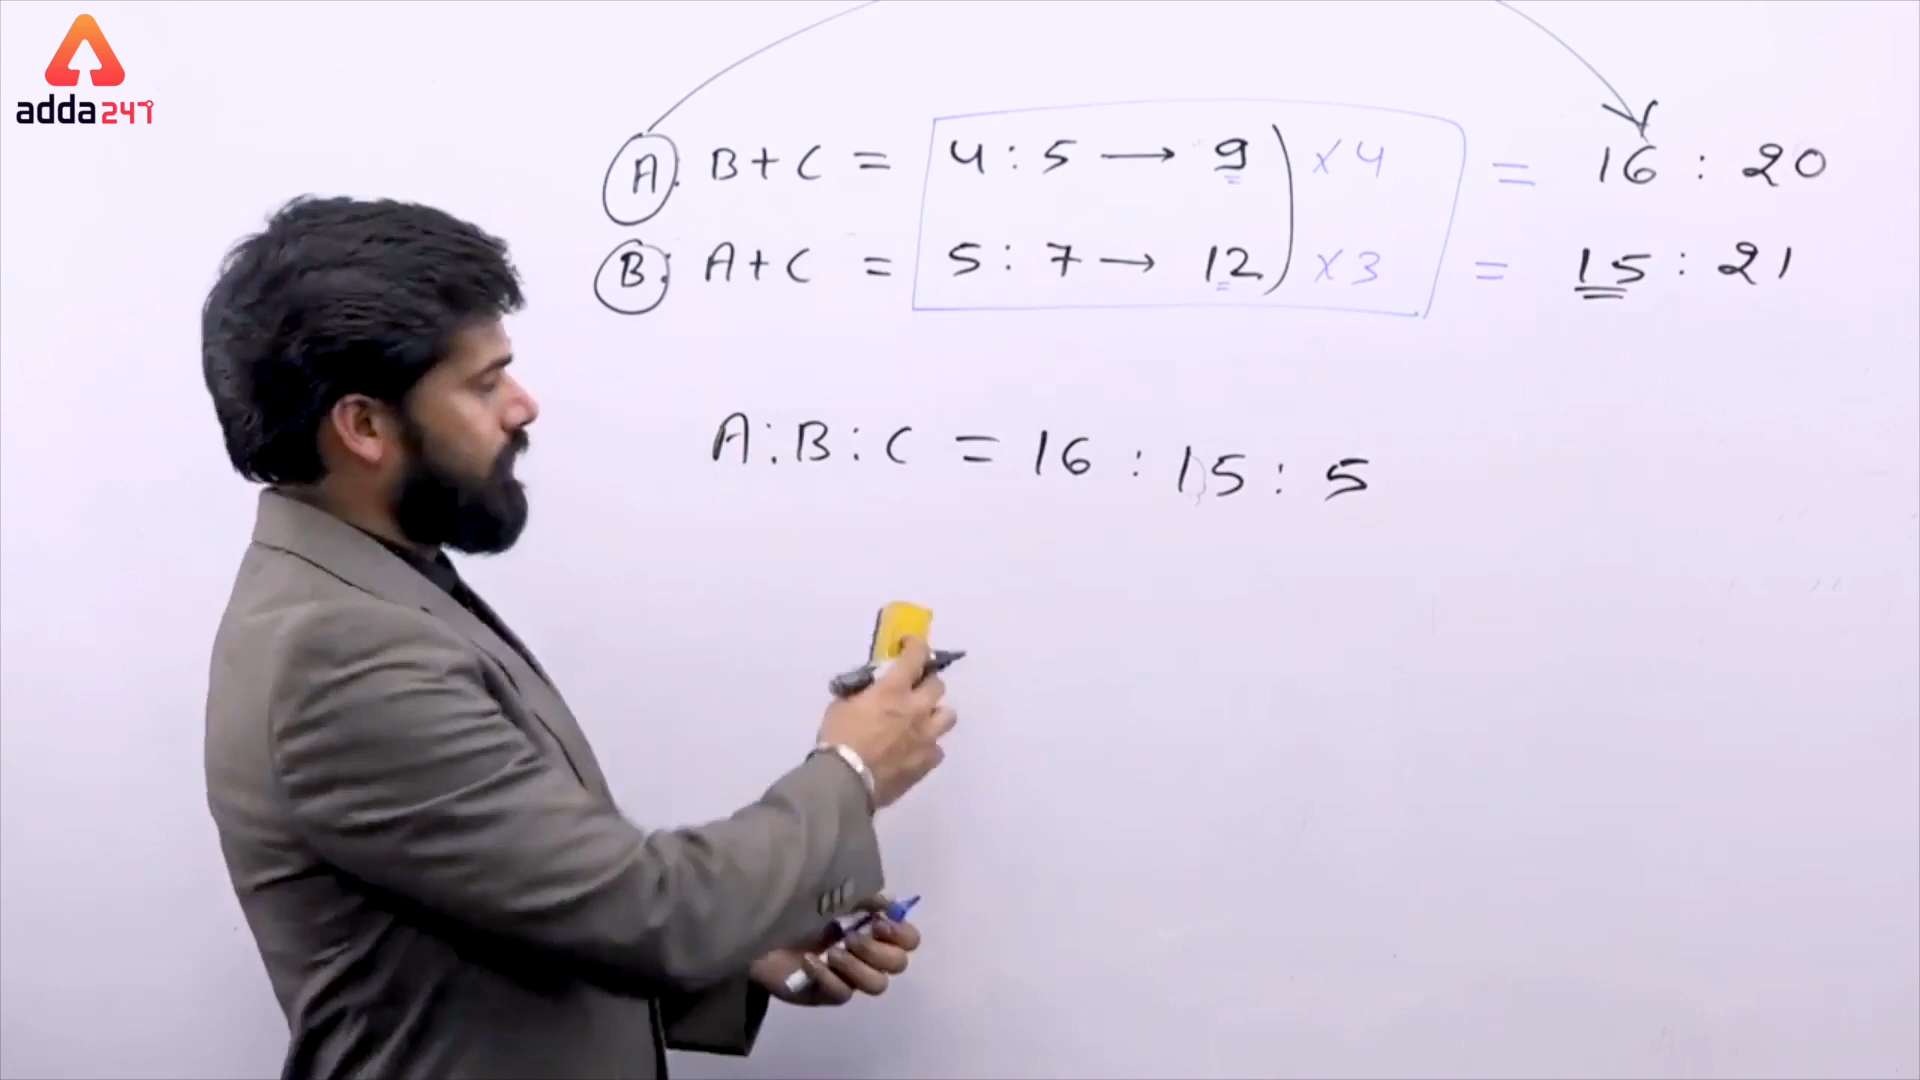 adda247
A : B + C = 4 : 5 → 9 ) × 4 = 16 : 20
B : A + C = 5 : 7 → 12 ) × 3 = 15 : 21
A : B : C = 16 : 15 : 5